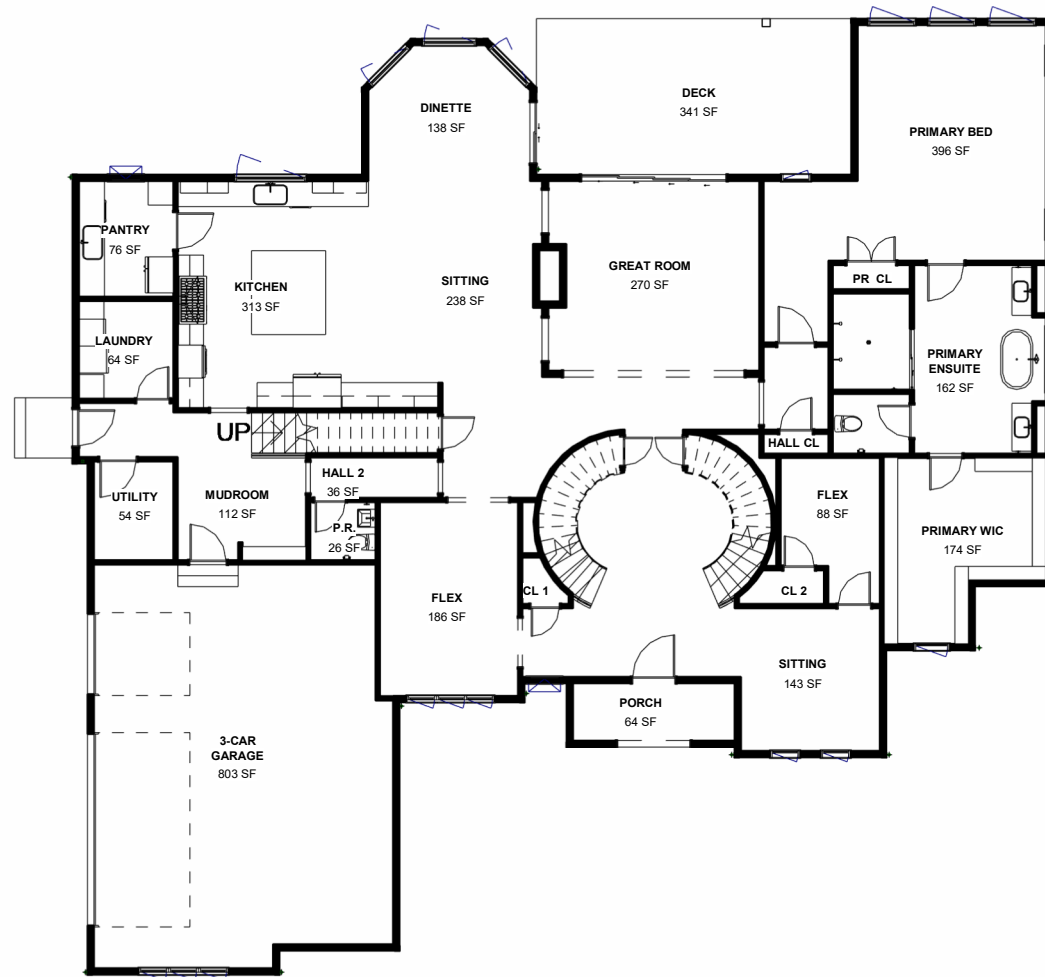 DINETTE
138 SF
DECK
341 SF
PRIMARY BED
396 SF
PANTRY
76 SF
KITCHEN
313 SF
SITTING
238 SF
GREAT ROOM
270 SF
PR CL
LAUNDRY
64 SF
PRIMARY
ENSUITE
162 SF
UP
HALL CL
HALL 2
36 SF
UTILITY
54 SF
MUDROOM
112 SF
P.R.
26 SF
FLEX
88 SF
PRIMARY WIC
174 SF
FLEX
186 SF
CL 1
CL 2
SITTING
143 SF
PORCH
64 SF
3-CAR
GARAGE
803 SF